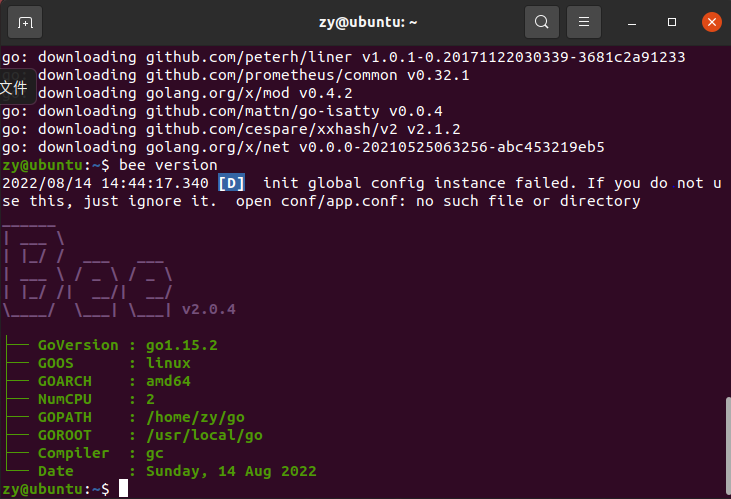 zy@ubuntu: ~
go: downloading github.com/peterh/liner v1.0.1-0.20171122030339-3681c2a91233
go: downloading github.com/prometheus/common v0.32.1
文件
go: downloading golang.org/x/mod v0.4.2
go: downloading github.com/mattn/go-isatty v0.0.4
go: downloading github.com/cespare/xxhash/v2 v2.1.2
go: downloading golang.org/x/net v0.0.0-20210525063256-abc453219eb5
zy@ubuntu:~$ bee version
2022/08/14 14:44:17.340 [D]  init global config instance failed. If you do not u
se this, just ignore it.  open conf/app.conf: no such file or directory
______
| ___ \
| |_/ /  ___   ___
| ___ \ / _ \ / _ \
| |_/ /|  __/|  __/
\____/  \___| \___| v2.0.4
├── GoVersion : go1.15.2
├── GOOS      : linux
├── GOARCH    : amd64
├── NumCPU    : 2
├── GOPATH    : /home/zy/go
├── GOROOT    : /usr/local/go
├── Compiler  : gc
└── Date      : Sunday, 14 Aug 2022
zy@ubuntu:~$